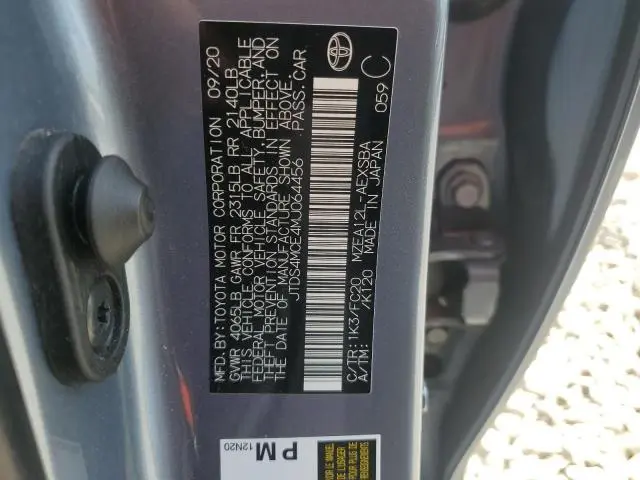 MFD.BY:TOYOTA MOTOR CORPORATION 09/20
GVWR 4065LB GAWR FR 2315LB RR 2140LB
THIS VEHICLE CONFORMS TO ALL APPLICABLE
FEDERAL MOTOR VEHICLE SAFETY, BUMPER, AND
THEFT PREVENTION STANDARDS IN EFFECT ON
THE DATE OF MANUFACTURE SHOWN ABOVE.
JTDS4MCE4MJ064456 PASS.CAR
C/TR:1K3/FC20 MZEA12L-AEXSBA
A/TM: /K120 MADE IN JAPAN 059 C
PM
12N20